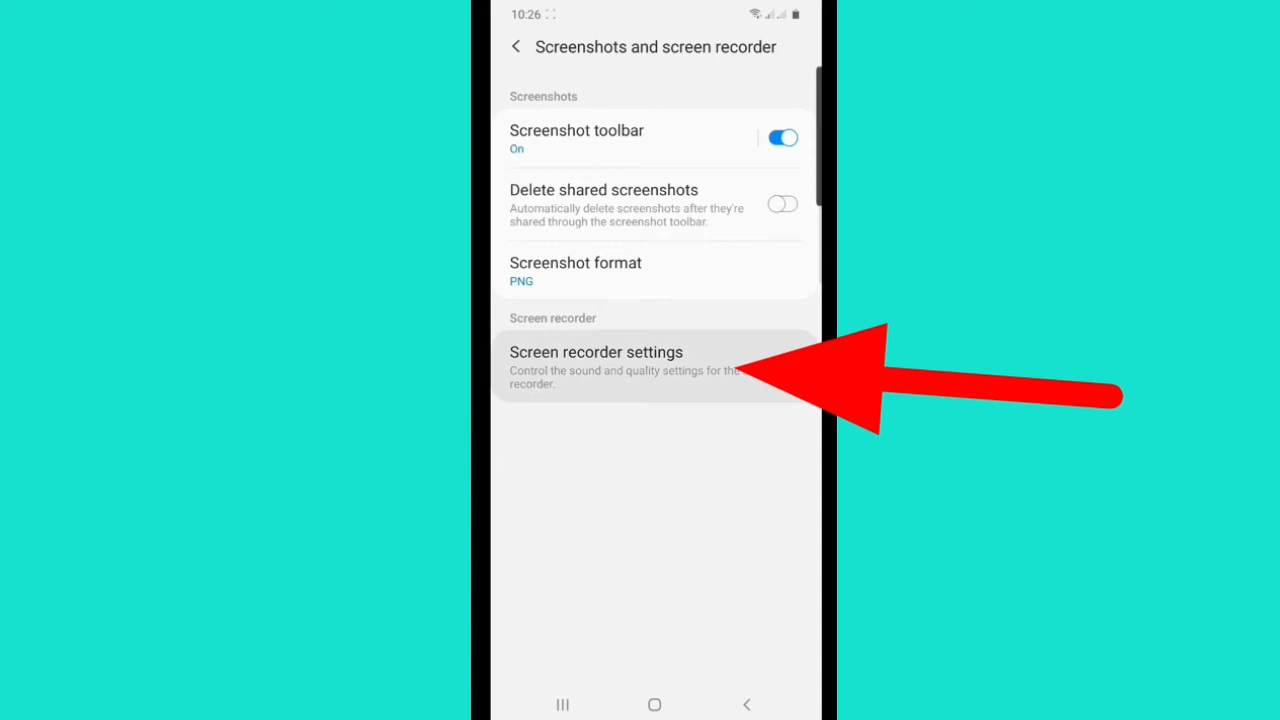 10:26
Screenshots and screen recorder
Screenshots
Screenshot toolbar
On
Delete shared screenshots
Automatically delete screenshots after they're
shared through the screenshot toolbar.
Screenshot format
PNG
Screen recorder
Screen recorder settings
Control the sound and quality settings for the
recorder.